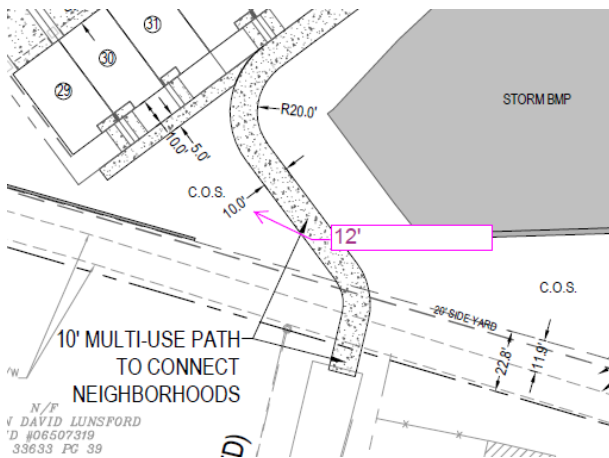 31
30
29
STORM BMP
R20.0'
5.0'
10.0'
C.O.S.
10.0'
12'
C.O.S.
20' SIDE YARD
10' MULTI-USE PATH
TO CONNECT
NEIGHBORHOODS
22.8'
11.9'
/W
N/F
N DAVID LUNSFORD
D #06507319
33633 PG 39
ED)